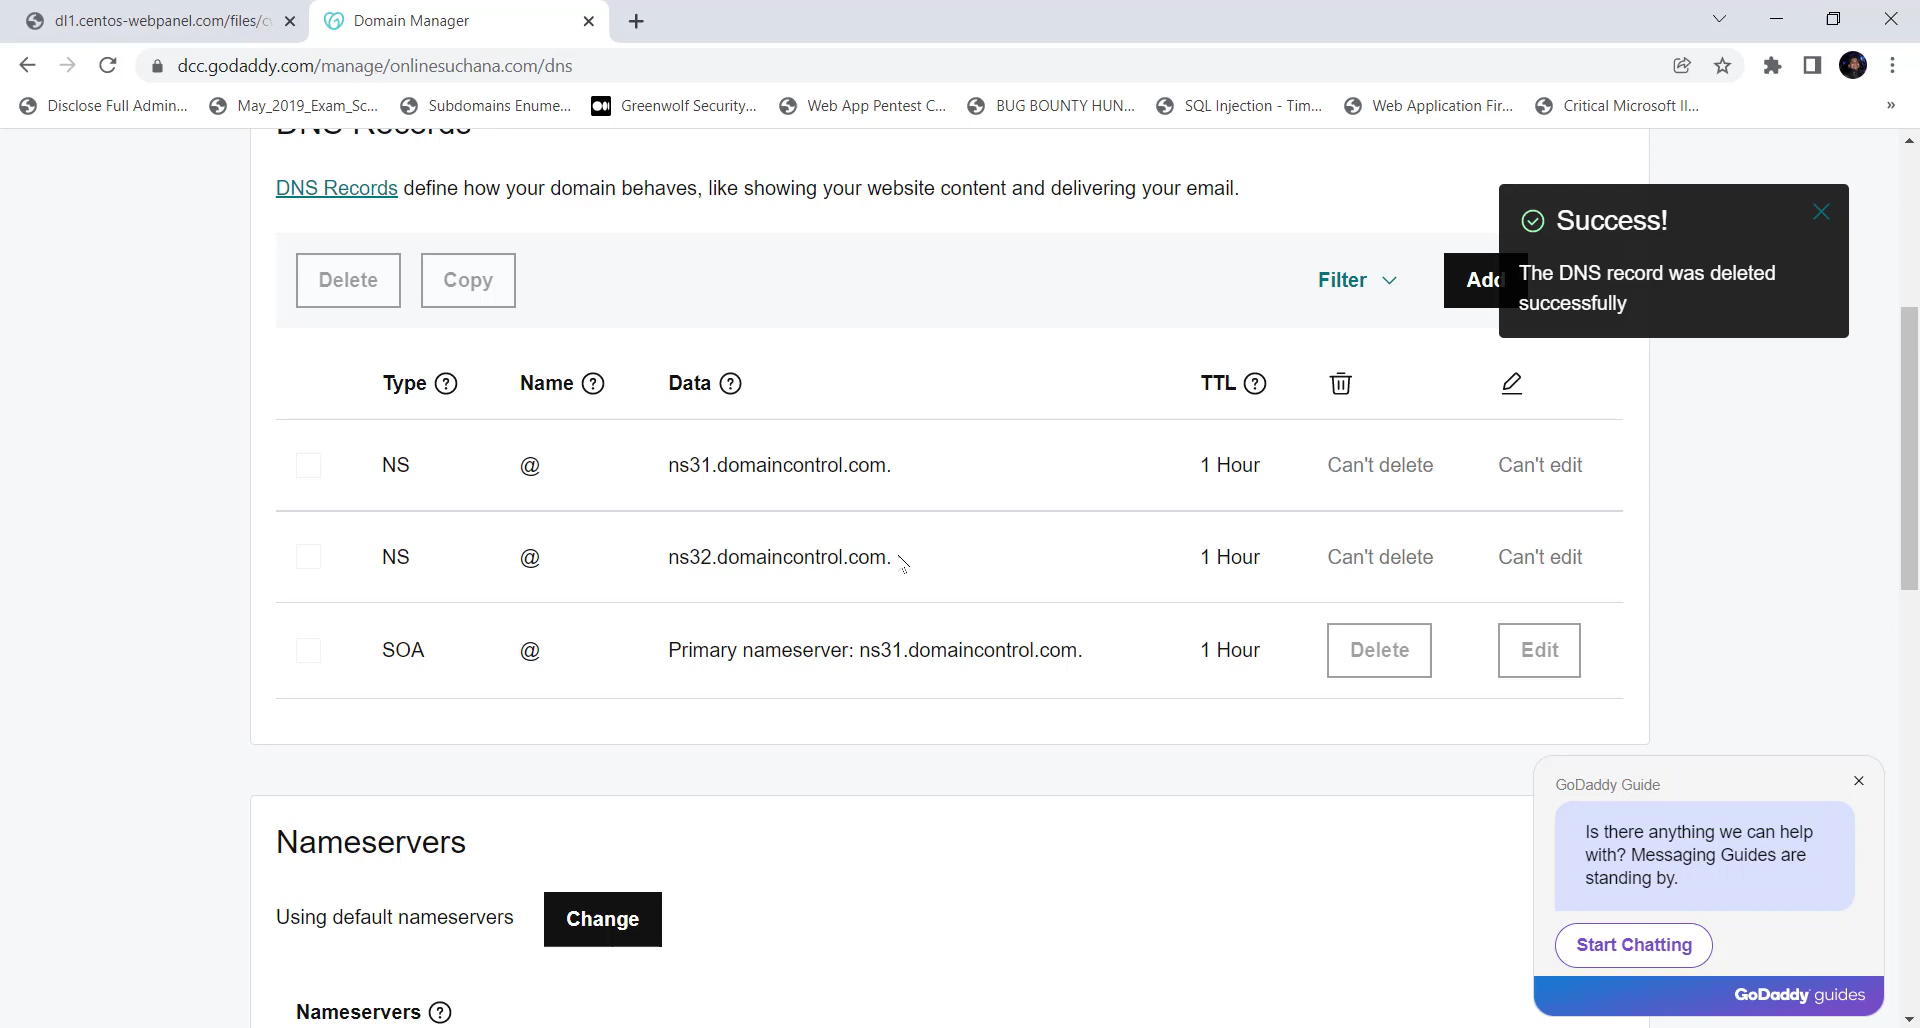 dl1.centos-webpanel.com/files/c
Domain Manager
dcc.godaddy.com/manage/onlinesuchana.com/dns
Disclose Full Admin...
May_2019_Exam_Sc...
Subdomains Enume...
Greenwolf Security...
Web App Pentest C...
BUG BOUNTY HUN...
SQL Injection - Tim...
Web Application Fir...
Critical Microsoft II...
»
DNS Records
DNS Records define how your domain behaves, like showing your website content and delivering your email.
Success!
The DNS record was deleted
successfully
Delete
Copy
Filter
Add
Type ?
Name ?
Data ?
TTL ?
NS @ ns31.domaincontrol.com. 1 Hour Can't delete Can't edit
NS @ ns32.domaincontrol.com. 1 Hour Can't delete Can't edit
SOA @ Primary nameserver: ns31.domaincontrol.com. 1 Hour Delete Edit
Nameservers
Using default nameservers
Change
Nameservers ?
GoDaddy Guide
Is there anything we can help
with? Messaging Guides are
standing by.
Start Chatting
GoDaddy guides